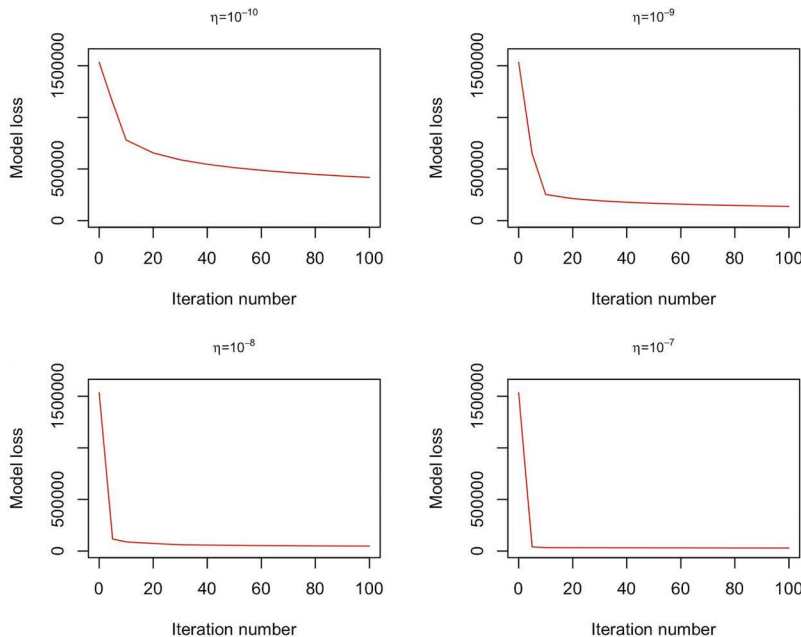 η=10⁻¹⁰
Model loss
1500000
500000
0
0 20 40 60 80 100
Iteration number
η=10⁻⁹
Model loss
1500000
500000
0
0 20 40 60 80 100
Iteration number
η=10⁻⁸
Model loss
1500000
500000
0
0 20 40 60 80 100
Iteration number
η=10⁻⁷
Model loss
1500000
500000
0
0 20 40 60 80 100
Iteration number